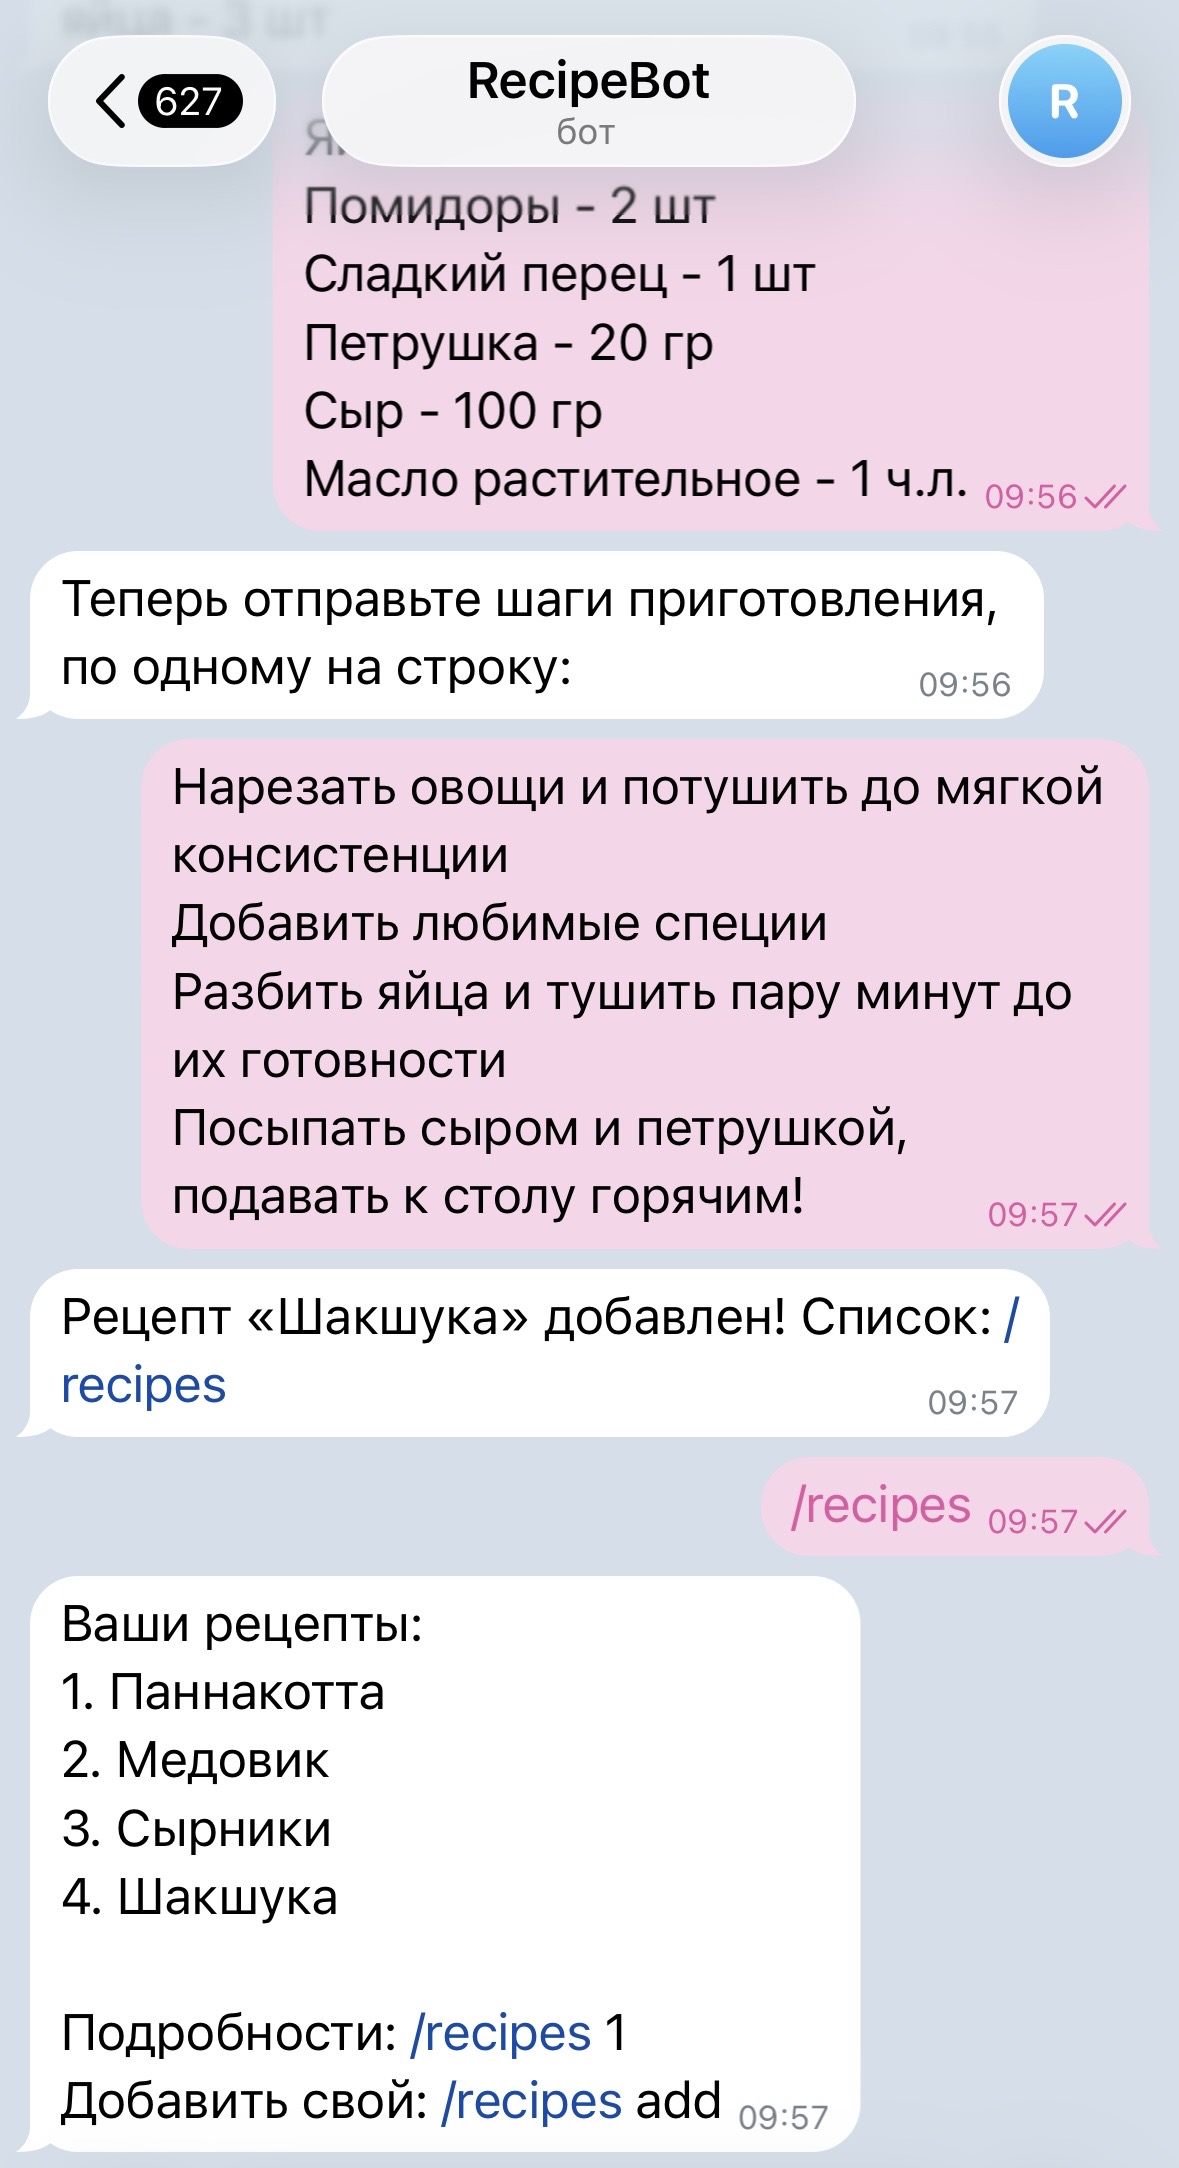 яйца - 3 шт
627
RecipeBot
бот
R
Помидоры - 2 шт
Сладкий перец - 1 шт
Петрушка - 20 гр
Сыр - 100 гр
Масло растительное - 1 ч.л. 09:56
Теперь отправьте шаги приготовления,
по одному на строку: 09:56
Нарезать овощи и потушить до мягкой
консистенции
Добавить любимые специи
Разбить яйца и тушить пару минут до
их готовности
Посыпать сыром и петрушкой,
подавать к столу горячим! 09:57
Рецепт «Шакшука» добавлен! Список: /
recipes 09:57
/recipes 09:57
Ваши рецепты:
1. Паннакотта
2. Медовик
3. Сырники
4. Шакшука
Подробности: /recipes 1
Добавить свой: /recipes add 09:57